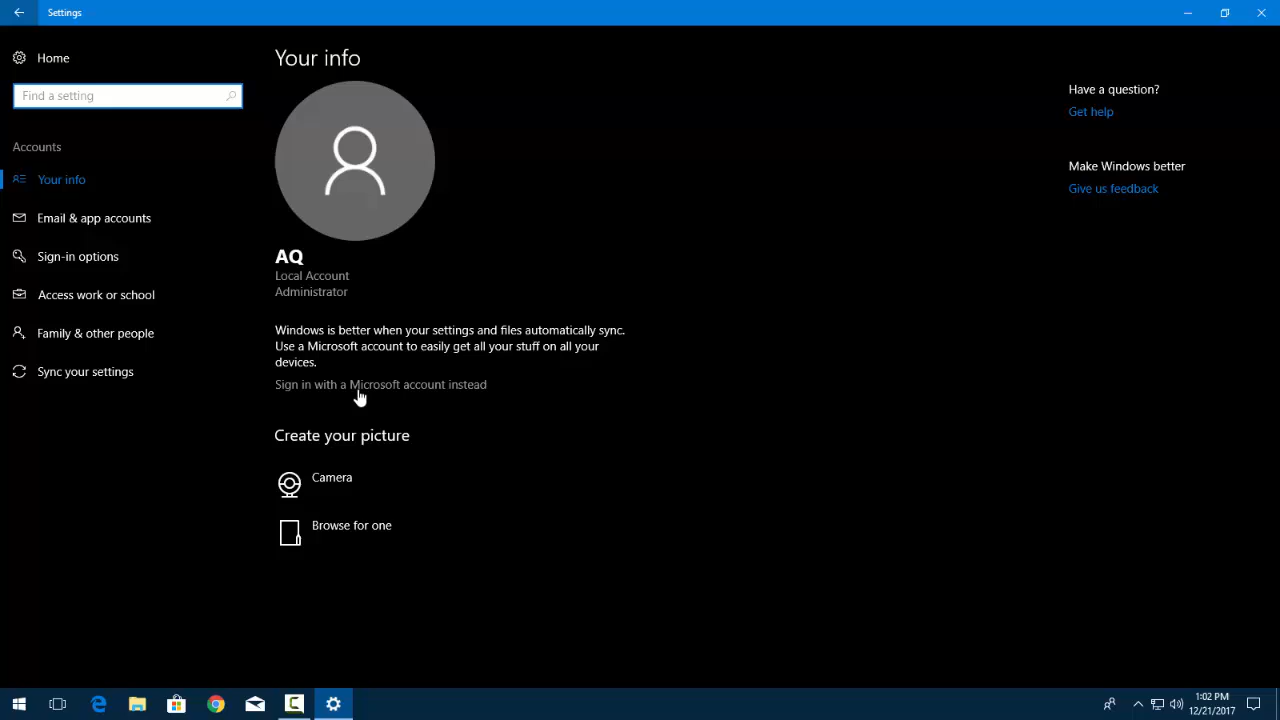 Settings
Home
Find a setting
Accounts
Your info
Email & app accounts
Sign-in options
Access work or school
Family & other people
Sync your settings
Your info
AQ
Local Account
Administrator
Windows is better when your settings and files automatically sync.
Use a Microsoft account to easily get all your stuff on all your
devices.
Sign in with a Microsoft account instead
Create your picture
Camera
Browse for one
Have a question?
Get help
Make Windows better
Give us feedback
1:02 PM
12/21/2017